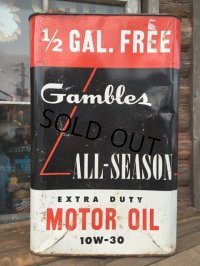 1/2 GAL. FREE
Gambles
SOLD OUT
ALL-SEASON
EXTRA DUTY
MOTOR OIL
10W-30